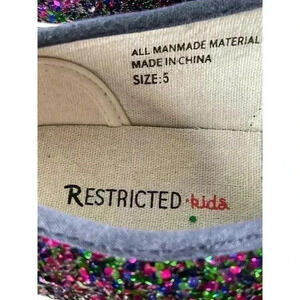 ALL MANMADE MATERIAL
MADE IN CHINA
SIZE:5
RESTRICTED kids